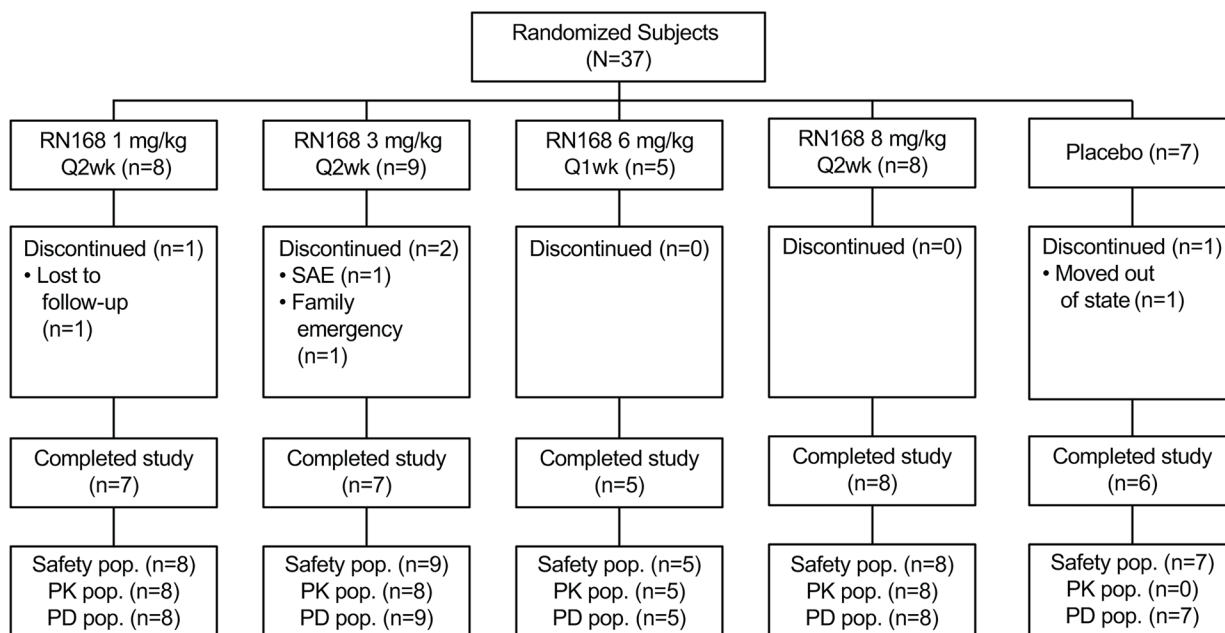 Randomized Subjects
(N=37)
RN168 1 mg/kg
Q2wk (n=8)
RN168 3 mg/kg
Q2wk (n=9)
RN168 6 mg/kg
Q1wk (n=5)
RN168 8 mg/kg
Q2wk (n=8)
Placebo (n=7)
Discontinued (n=1)
• Lost to
follow-up
(n=1)
Discontinued (n=2)
• SAE (n=1)
• Family
emergency
(n=1)
Discontinued (n=0)
Discontinued (n=0)
Discontinued (n=1)
• Moved out
of state (n=1)
Completed study
(n=7)
Completed study
(n=7)
Completed study
(n=5)
Completed study
(n=8)
Completed study
(n=6)
Safety pop. (n=8)
PK pop. (n=8)
PD pop. (n=8)
Safety pop. (n=9)
PK pop. (n=8)
PD pop. (n=9)
Safety pop. (n=5)
PK pop. (n=5)
PD pop. (n=5)
Safety pop. (n=8)
PK pop. (n=8)
PD pop. (n=8)
Safety pop. (n=7)
PK pop. (n=0)
PD pop. (n=7)